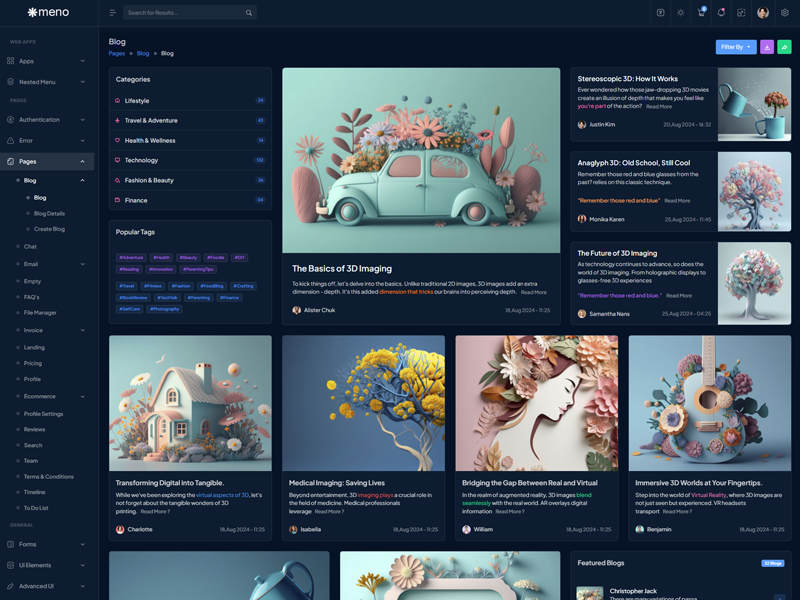 meno
Search for Results...
WEB APPS
Apps
Nested Menu
PAGES
Authentication
Error
Pages
Blog
Blog
Blog Details
Create Blog
Chat
Email
Empty
FAQ's
File Manager
Invoice
Landing
Pricing
Profile
Ecommerce
Profile Settings
Reviews
Search
Team
Terms & Conditions
Timeline
To Do List
GENERAL
Forms
UI Elements
Advanced UI
Blog
Pages » Blog » Blog
Filter By
Categories
Lifestyle
Travel & Adventure
Health & Wellness
Technology
Fashion & Beauty
Finance
Popular Tags
#Adventure #Health #Beauty #Foodie #DIY
#Reading #Innovation #ParentingTips
#Travel #Fitness #Fashion #FoodBlog #Crafting
#BookReview #TechTalk #Parenting #Finance
#SelfCare #Photography
The Basics of 3D Imaging
To kick things off, let's delve into the basics. Unlike traditional 2D images, 3D images add an extra
dimension - depth. It's this added dimension that tricks our brains into perceiving depth. Read More
Alister Chuk 18,Aug 2024 - 11:25
Stereoscopic 3D: How It Works
Ever wondered how those jaw-dropping 3D movies
create an illusion of depth that makes you feel like
you're part of the action? Read More
Justin Kim 20,Aug 2024 - 16:32
Anaglyph 3D: Old School, Still Cool
Remember those red and blue glasses from the
past? relies on this classic technique.
"Remember those red and blue" Read More
Monika Karen 25,Aug 2024 - 11:45
The Future of 3D Imaging
As technology continues to advance, so does the
world of 3D imaging. From holographic displays to
glasses-free 3D experiences
"Remember those red and blue." Read More
Samantha Nans 25,Aug 2024 - 04:25
Transforming Digital into Tangible.
While we've been exploring the virtual aspects of 3D, let's
not forget about the tangible wonders of 3D
printing. Read More ?
Charlotte 18,Aug 2024 - 11:25
Medical Imaging: Saving Lives
Beyond entertainment, 3D imaging plays a crucial role in
the field of medicine. Medical professionals
leverage Read More ?
Isabella 18,Aug 2024 - 11:25
Bridging the Gap Between Real and Virtual
In the realm of augmented reality, 3D images blend
seamlessly with the real world. AR overlays digital
information Read More ?
William 18,Aug 2024 - 11:25
Immersive 3D Worlds at Your Fingertips.
Step into the world of Virtual Reality, where 3D images are
not just seen but experienced. VR headsets
transport Read More ?
Benjamin 18,Aug 2024 - 11:25
Featured Blogs
Christopher Jack
There are many variations of passa